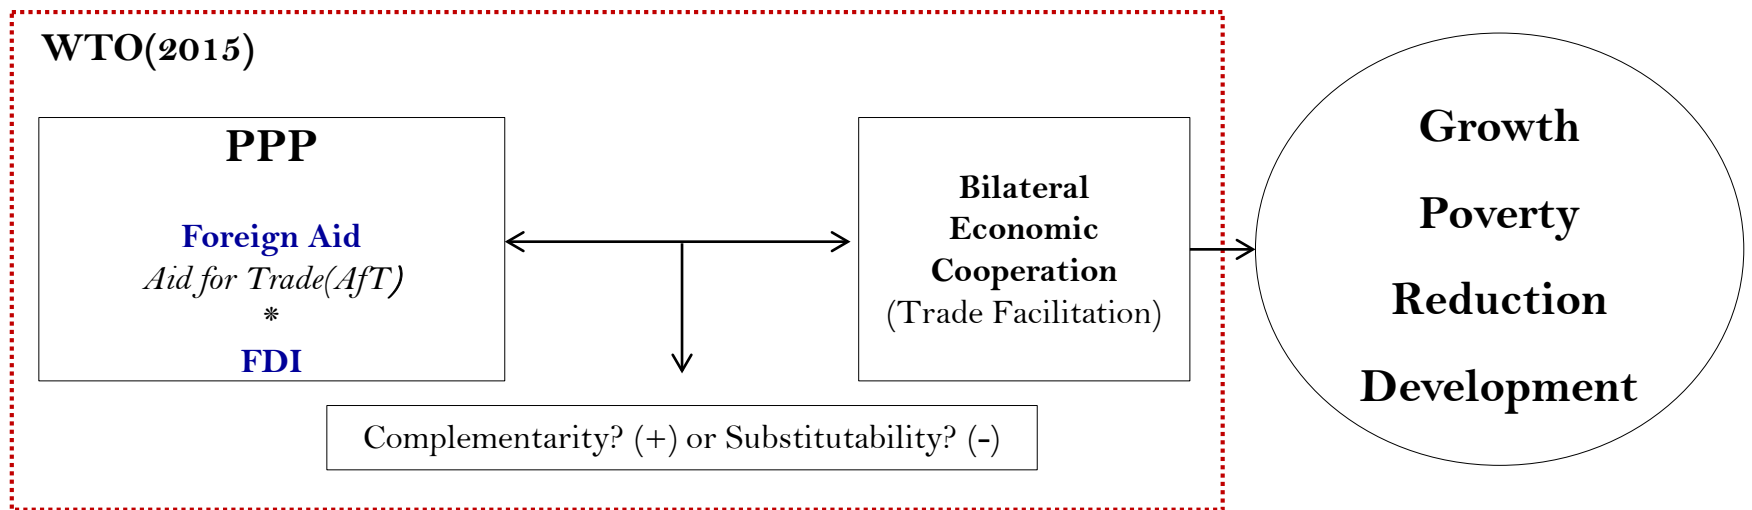 WTO(2015)
PPP
Foreign Aid
Aid for Trade(AfT)
*
FDI
Bilateral
Economic
Cooperation
(Trade Facilitation)
Complementarity? (+) or Substitutability? (-)
Growth
Poverty
Reduction
Development